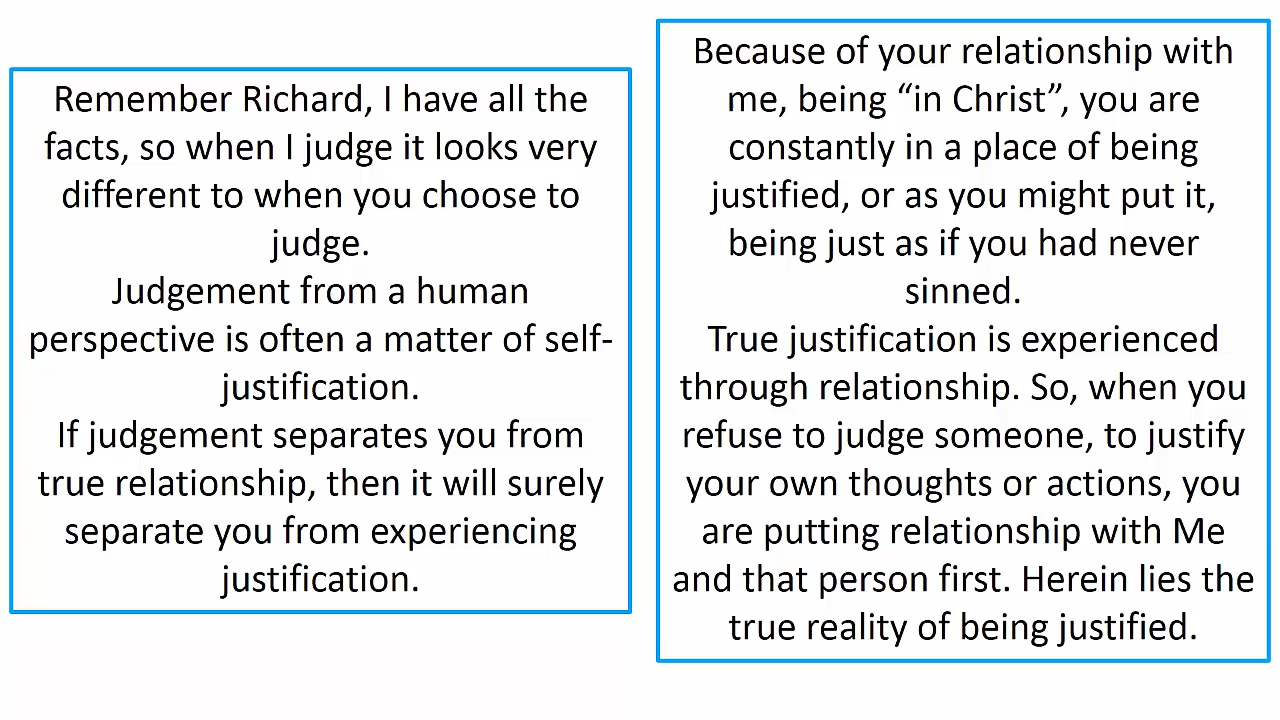 Remember Richard, I have all the
facts, so when I judge it looks very
different to when you choose to
judge.
Judgement from a human
perspective is often a matter of self-
justification.
If judgement separates you from
true relationship, then it will surely
separate you from experiencing
justification.
Because of your relationship with
me, being “in Christ”, you are
constantly in a place of being
justified, or as you might put it,
being just as if you had never
sinned.
True justification is experienced
through relationship. So, when you
refuse to judge someone, to justify
your own thoughts or actions, you
are putting relationship with Me
and that person first. Herein lies the
true reality of being justified.